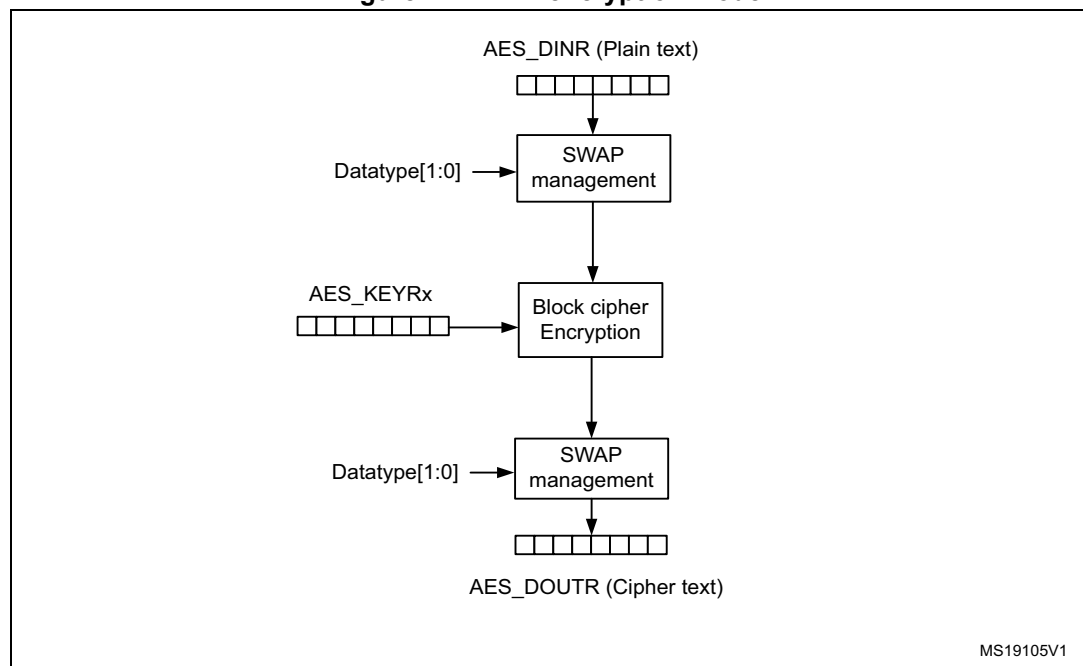 AES_DINR (Plain text)
SWAP
management
Datatype[1:0]
AES_KEYRx
Block cipher
Encryption
SWAP
management
Datatype[1:0]
AES_DOUTR (Cipher text)
MS19105V1